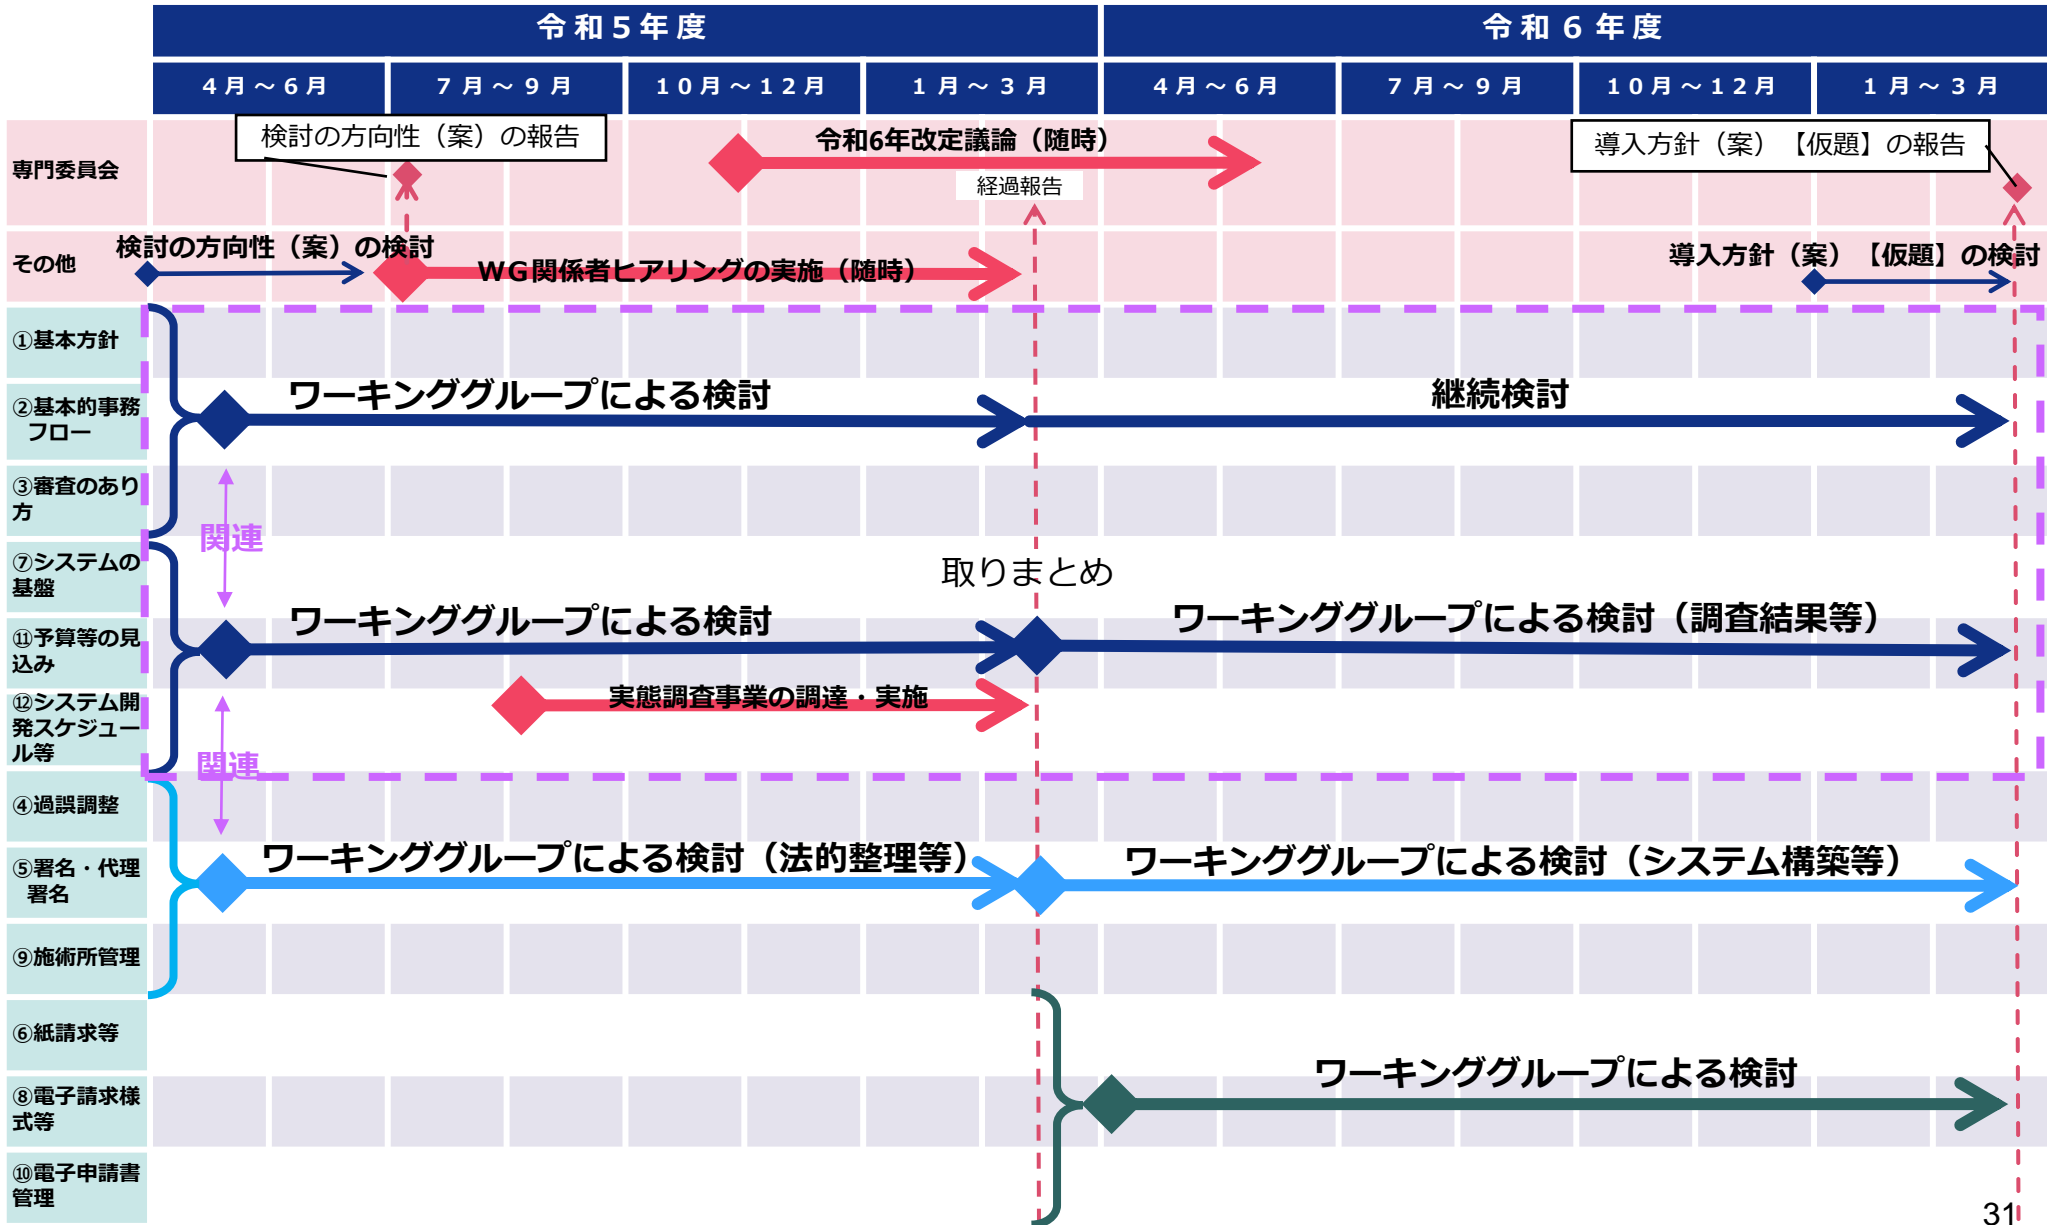 令和５年度
令和６年度
４月～６月
７月～９月
１０月～１２月
１月～３月
４月～６月
７月～９月
１０月～１２月
１月～３月
専門委員会
検討の方向性（案）の報告
令和6年改定議論（随時）
経過報告
導入方針（案）【仮題】の報告
その他
検討の方向性（案）の検討
ＷＧ関係者ヒアリングの実施（随時）
導入方針（案）【仮題】の検討
①基本方針
②基本的事務
フロー
ワーキンググループによる検討
継続検討
③審査のあり
方
関連
⑦システムの
基盤
取りまとめ
⑪予算等の見
込み
ワーキンググループによる検討
ワーキンググループによる検討（調査結果等）
⑫システム開
発スケジュー
ル等
実態調査事業の調達・実施
関連
④過誤調整
⑤署名・代理
署名
ワーキンググループによる検討（法的整理等）
ワーキンググループによる検討（システム構築等）
⑨施術所管理
⑥紙請求等
⑧電子請求様
式等
ワーキンググループによる検討
⑩電子申請書
管理
31